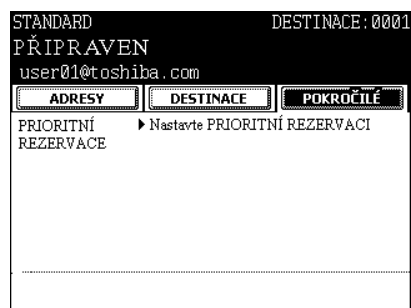 STANDARD DESTINACE:0001
PŘIPRAVEN
user01@toshiba.com
ADRESY DESTINACE POKROČILÉ
PRIORITNÍ ▶ Nastavte PRIORITNÍ REZERVACI
REZERVACE